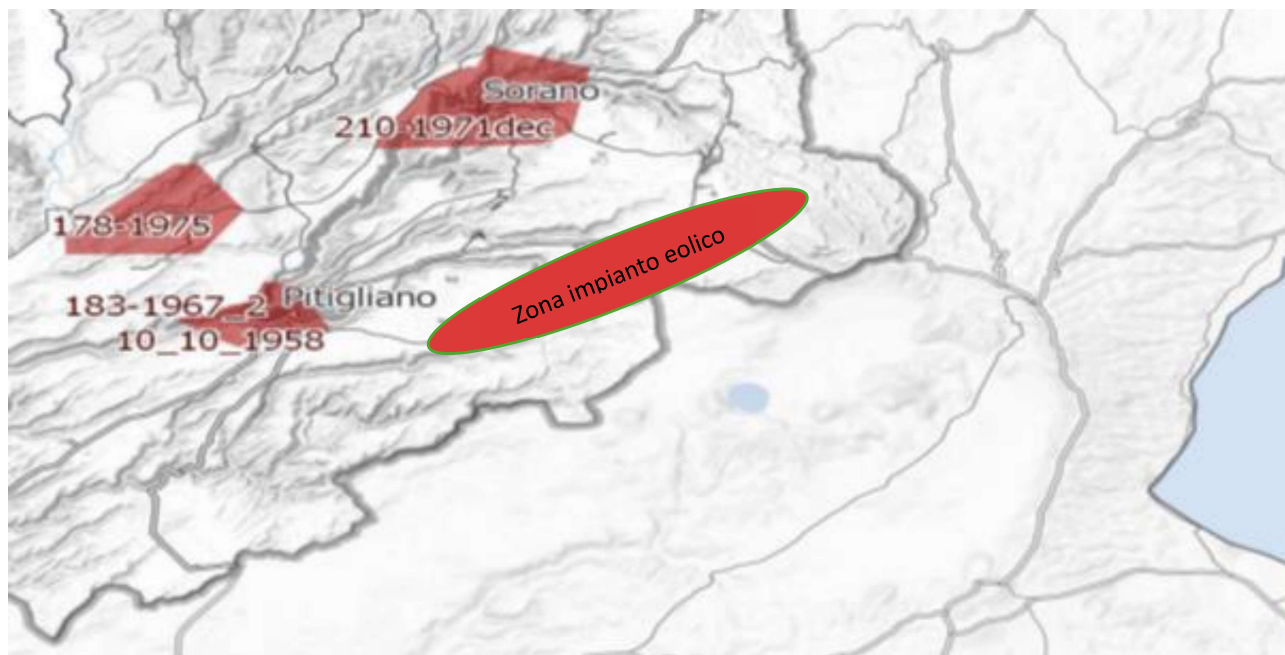 Sorano
210-1971dec
178-1975
Zona impianto eolico
183-1967_2 Pitigliano
10_10_1958